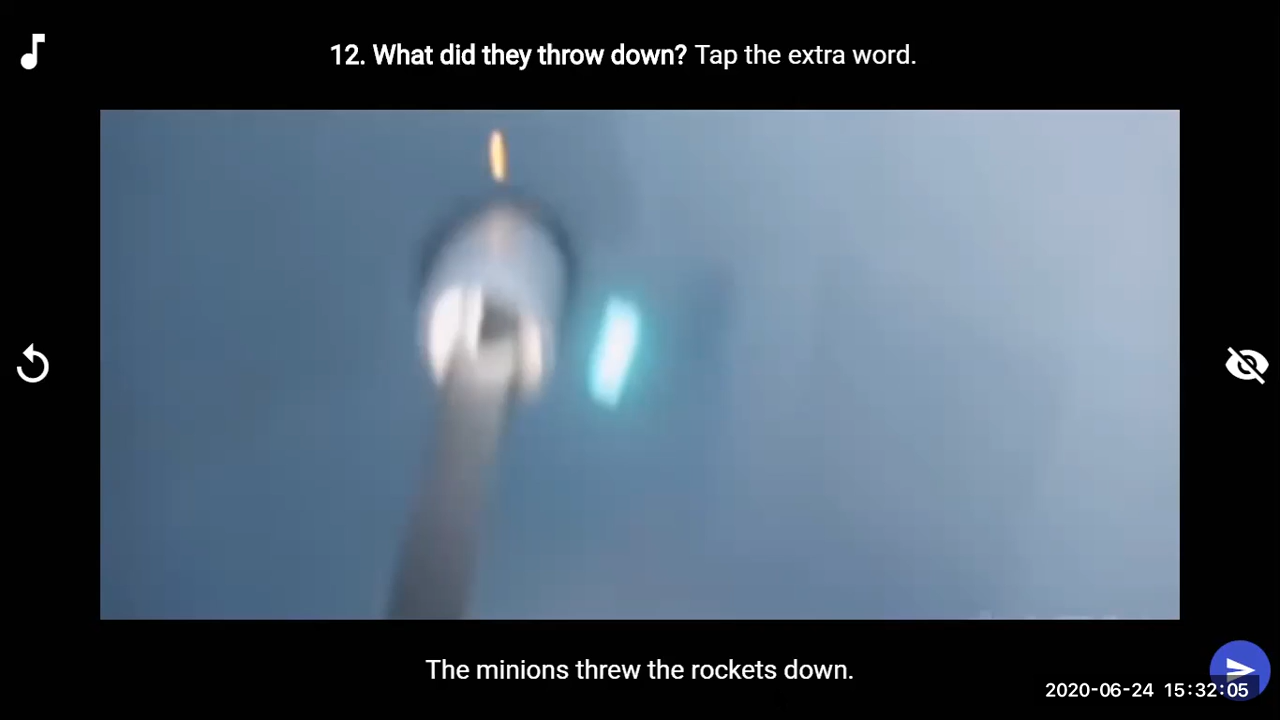 12. What did they throw down? Tap the extra word.
The minions threw the rockets down.
2020-06-24 15:32:05